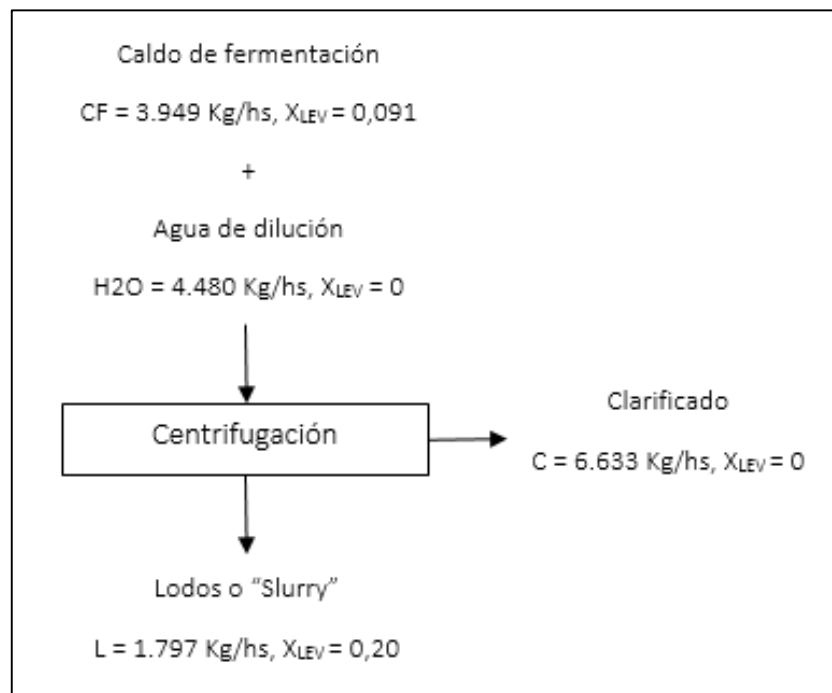 Caldo de fermentación
CF = 3.949 Kg/hs, XLEV = 0,091
+
Agua de dilución
H2O = 4.480 Kg/hs, XLEV = 0
Centrifugación
Clarificado
C = 6.633 Kg/hs, XLEV = 0
Lodos o “Slurry”
L = 1.797 Kg/hs, XLEV = 0,20